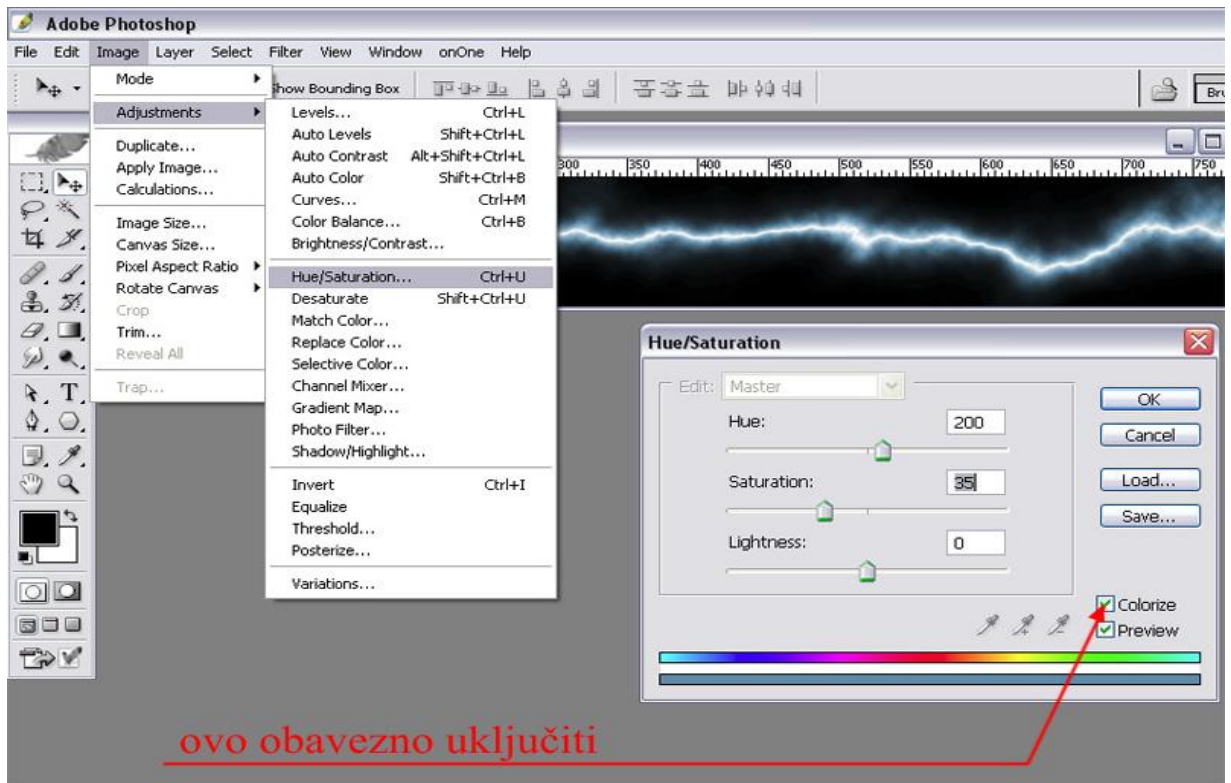 Adobe Photoshop
File Edit Image Layer Select Filter View Window onOne Help
Show Bounding Box
Bru
Mode
Adjustments
Duplicate...
Apply Image...
Calculations...
Image Size...
Canvas Size...
Pixel Aspect Ratio
Rotate Canvas
Crop
Trim...
Reveal All
Trap...
Levels... Ctrl+L
Auto Levels Shift+Ctrl+L
Auto Contrast Alt+Shift+Ctrl+L
Auto Color Shift+Ctrl+B
Curves... Ctrl+M
Color Balance... Ctrl+B
Brightness/Contrast...
Hue/Saturation... Ctrl+U
Desaturate Shift+Ctrl+U
Match Color...
Replace Color...
Selective Color...
Channel Mixer...
Gradient Map...
Photo Filter...
Shadow/Highlight...
Invert Ctrl+I
Equalize
Threshold...
Posterize...
Variations...
300 350 400 450 500 550 600 650 700 750
Hue/Saturation
Edit: Master
Hue: 200
Saturation: 35
Lightness: 0
OK
Cancel
Load...
Save...
Colorize
Preview
ovo obavezno uključiti